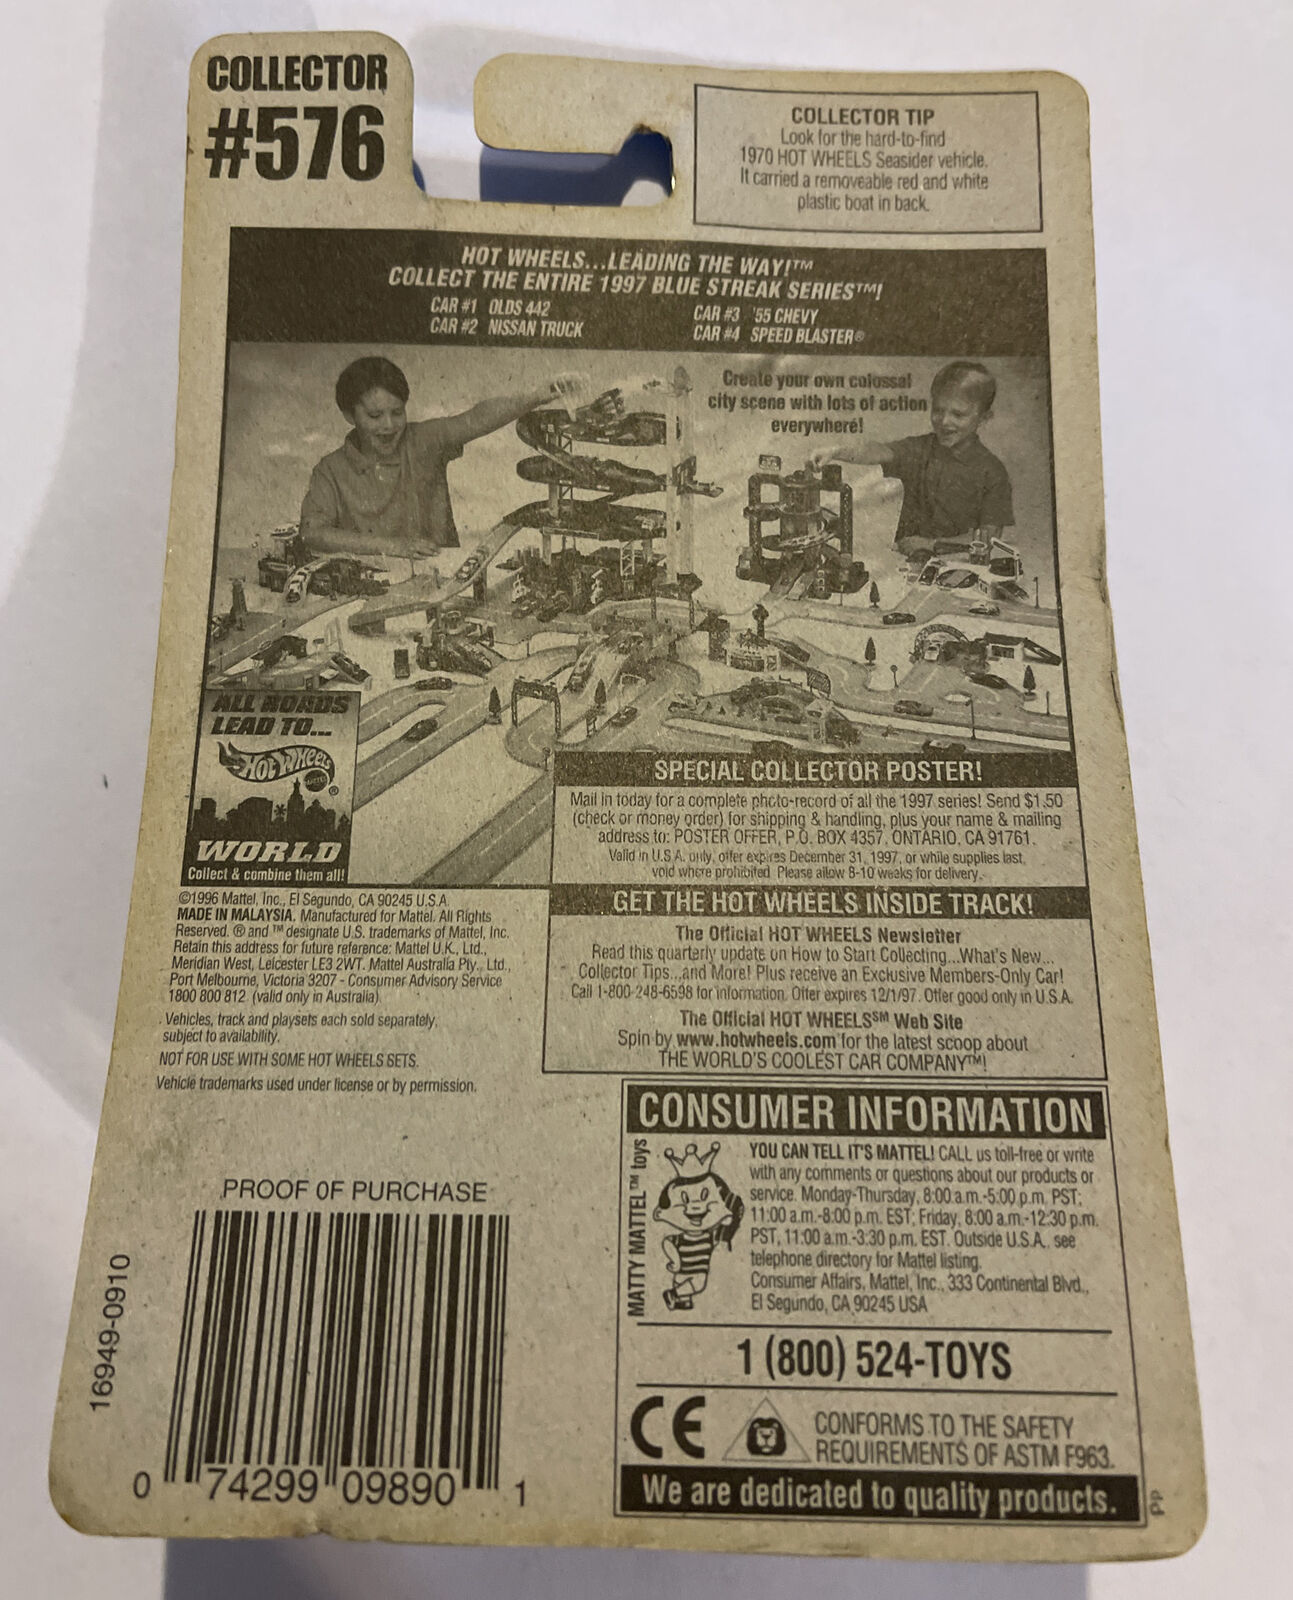 COLLECTOR
#576
COLLECTOR TIP
Look for the hard-to-find
1970 HOT WHEELS Seasider vehicle.
It carried a removeable red and white
plastic boat in back.
HOT WHEELS...LEADING THE WAY!™
COLLECT THE ENTIRE 1997 BLUE STREAK SERIES™!
CAR #1 OLDS 442
CAR #2 NISSAN TRUCK
CAR #3 '55 CHEVY
CAR #4 SPEED BLASTER®
Create your own colossal
city scene with lots of action
everywhere!
ALL ROADS
LEAD TO...
HOT WHEELS
MATTEL
®
WORLD
Collect & combine them all!
SPECIAL COLLECTOR POSTER!
Mail in today for a complete photo-record of all the 1997 series! Send $1.50
(check or money order) for shipping & handling, plus your name & mailing
address to: POSTER OFFER, P.O. BOX 4357, ONTARIO, CA 91761.
Valid in U.S.A. only, offer expires December 31, 1997, or while supplies last,
void where prohibited. Please allow 8-10 weeks for delivery.
©1996 Mattel, Inc., El Segundo, CA 90245 U.S.A.
MADE IN MALAYSIA. Manufactured for Mattel. All Rights
Reserved. ® and ™ designate U.S. trademarks of Mattel, Inc.
Retain this address for future reference: Mattel U.K., Ltd.,
Meridian West, Leicester LE3 2WT. Mattel Australia Pty., Ltd.,
Port Melbourne, Victoria 3207 - Consumer Advisory Service
1800 800 812 (valid only in Australia).
Vehicles, track and playsets each sold separately,
subject to availability.
NOT FOR USE WITH SOME HOT WHEELS SETS.
Vehicle trademarks used under license or by permission.
GET THE HOT WHEELS INSIDE TRACK!
The Official HOT WHEELS Newsletter
Read this quarterly update on How to Start Collecting...What's New...
Collector Tips...and More! Plus receive an Exclusive Members-Only Car!
Call 1-800-248-6598 for information. Offer expires 12/1/97. Offer good only in U.S.A.
The Official HOT WHEELS℠ Web Site
Spin by www.hotwheels.com for the latest scoop about
THE WORLD'S COOLEST CAR COMPANY™!
CONSUMER INFORMATION
MATTY MATTEL™ toys
YOU CAN TELL IT'S MATTEL! CALL us toll-free or write
with any comments or questions about our products or
service. Monday-Thursday, 8:00 a.m.-5:00 p.m. PST;
11:00 a.m.-8:00 p.m. EST; Friday, 8:00 a.m.-12:30 p.m.
PST, 11:00 a.m.-3:30 p.m. EST. Outside U.S.A., see
telephone directory for Mattel listing.
Consumer Affairs, Mattel, Inc., 333 Continental Blvd.,
El Segundo, CA 90245 USA
1 (800) 524-TOYS
CE
CONFORMS TO THE SAFETY
REQUIREMENTS OF ASTM F963.
We are dedicated to quality products.
PP
PROOF OF PURCHASE
16949-0910
0 74299 09890 1